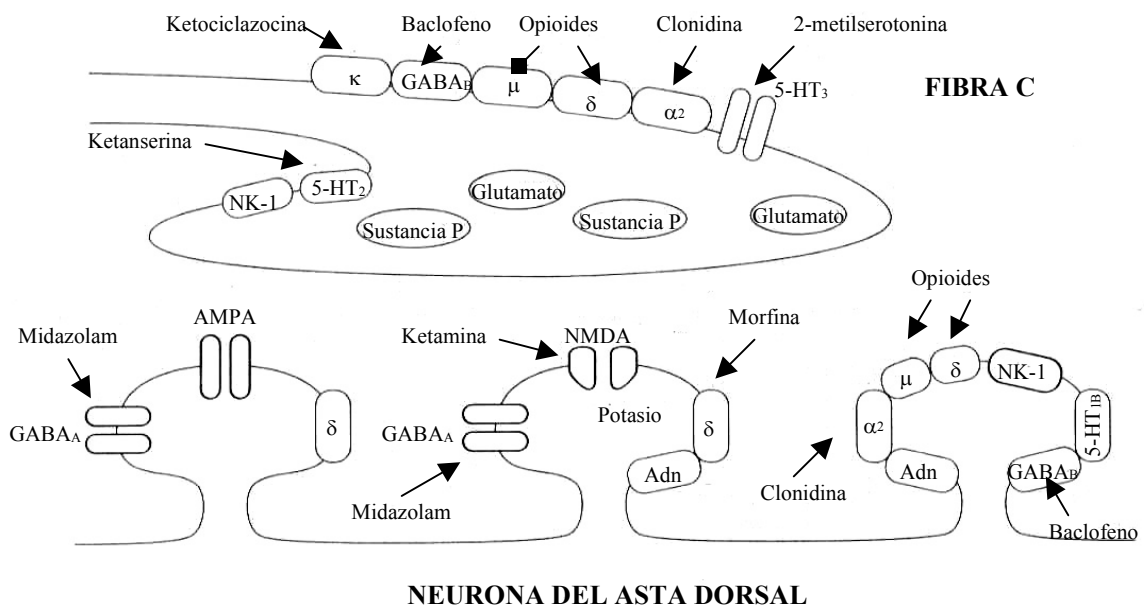 Ketociclazocina Baclofeno Opioides Clonidina 2-metilserotonina
κ GABAB μ δ α2 5-HT3
FIBRA C
Ketanserina
NK-1 5-HT2
Glutamato
Sustancia P Sustancia P Glutamato
Opioides
Midazolam AMPA Ketamina NMDA Morfina
μ δ NK-1
GABAA δ GABAA Potasio δ α2 5-HT1B
Adn Adn GABAB
Midazolam Clonidina
Baclofeno
NEURONA DEL ASTA DORSAL